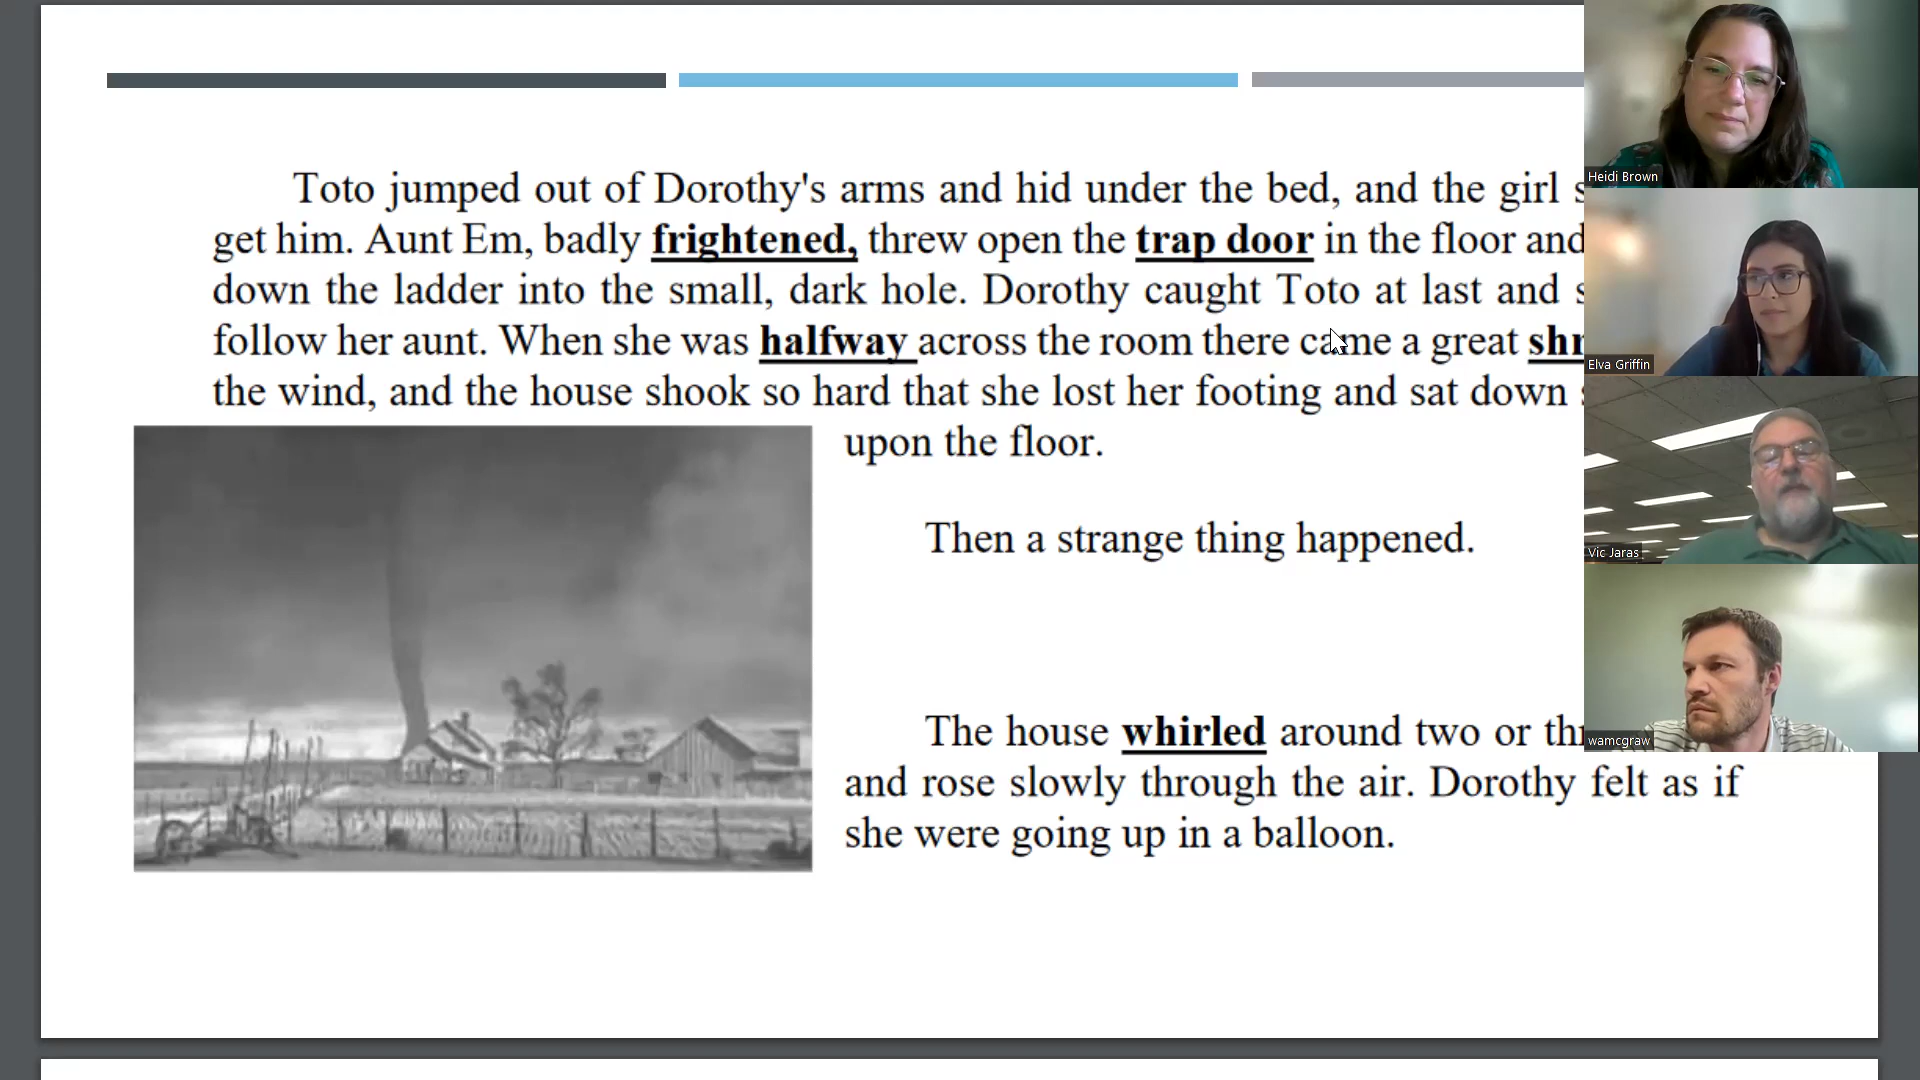 Toto jumped out of Dorothy's arms and hid under the bed, and the girl
get him. Aunt Em, badly frightened, threw open the trap door in the floor and
down the ladder into the small, dark hole. Dorothy caught Toto at last and
follow her aunt. When she was halfway across the room there came a great
the wind, and the house shook so hard that she lost her footing and sat down
upon the floor.
Then a strange thing happened.
The house whirled around two or
and rose slowly through the air. Dorothy felt as if
she were going up in a balloon.
Heidi Brown
Elva Griffin
Vic Jaras
wamcgraw